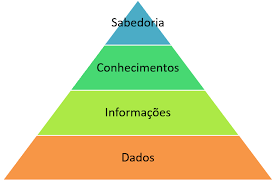 Sabedoria
Conhecimentos
Informações
Dados